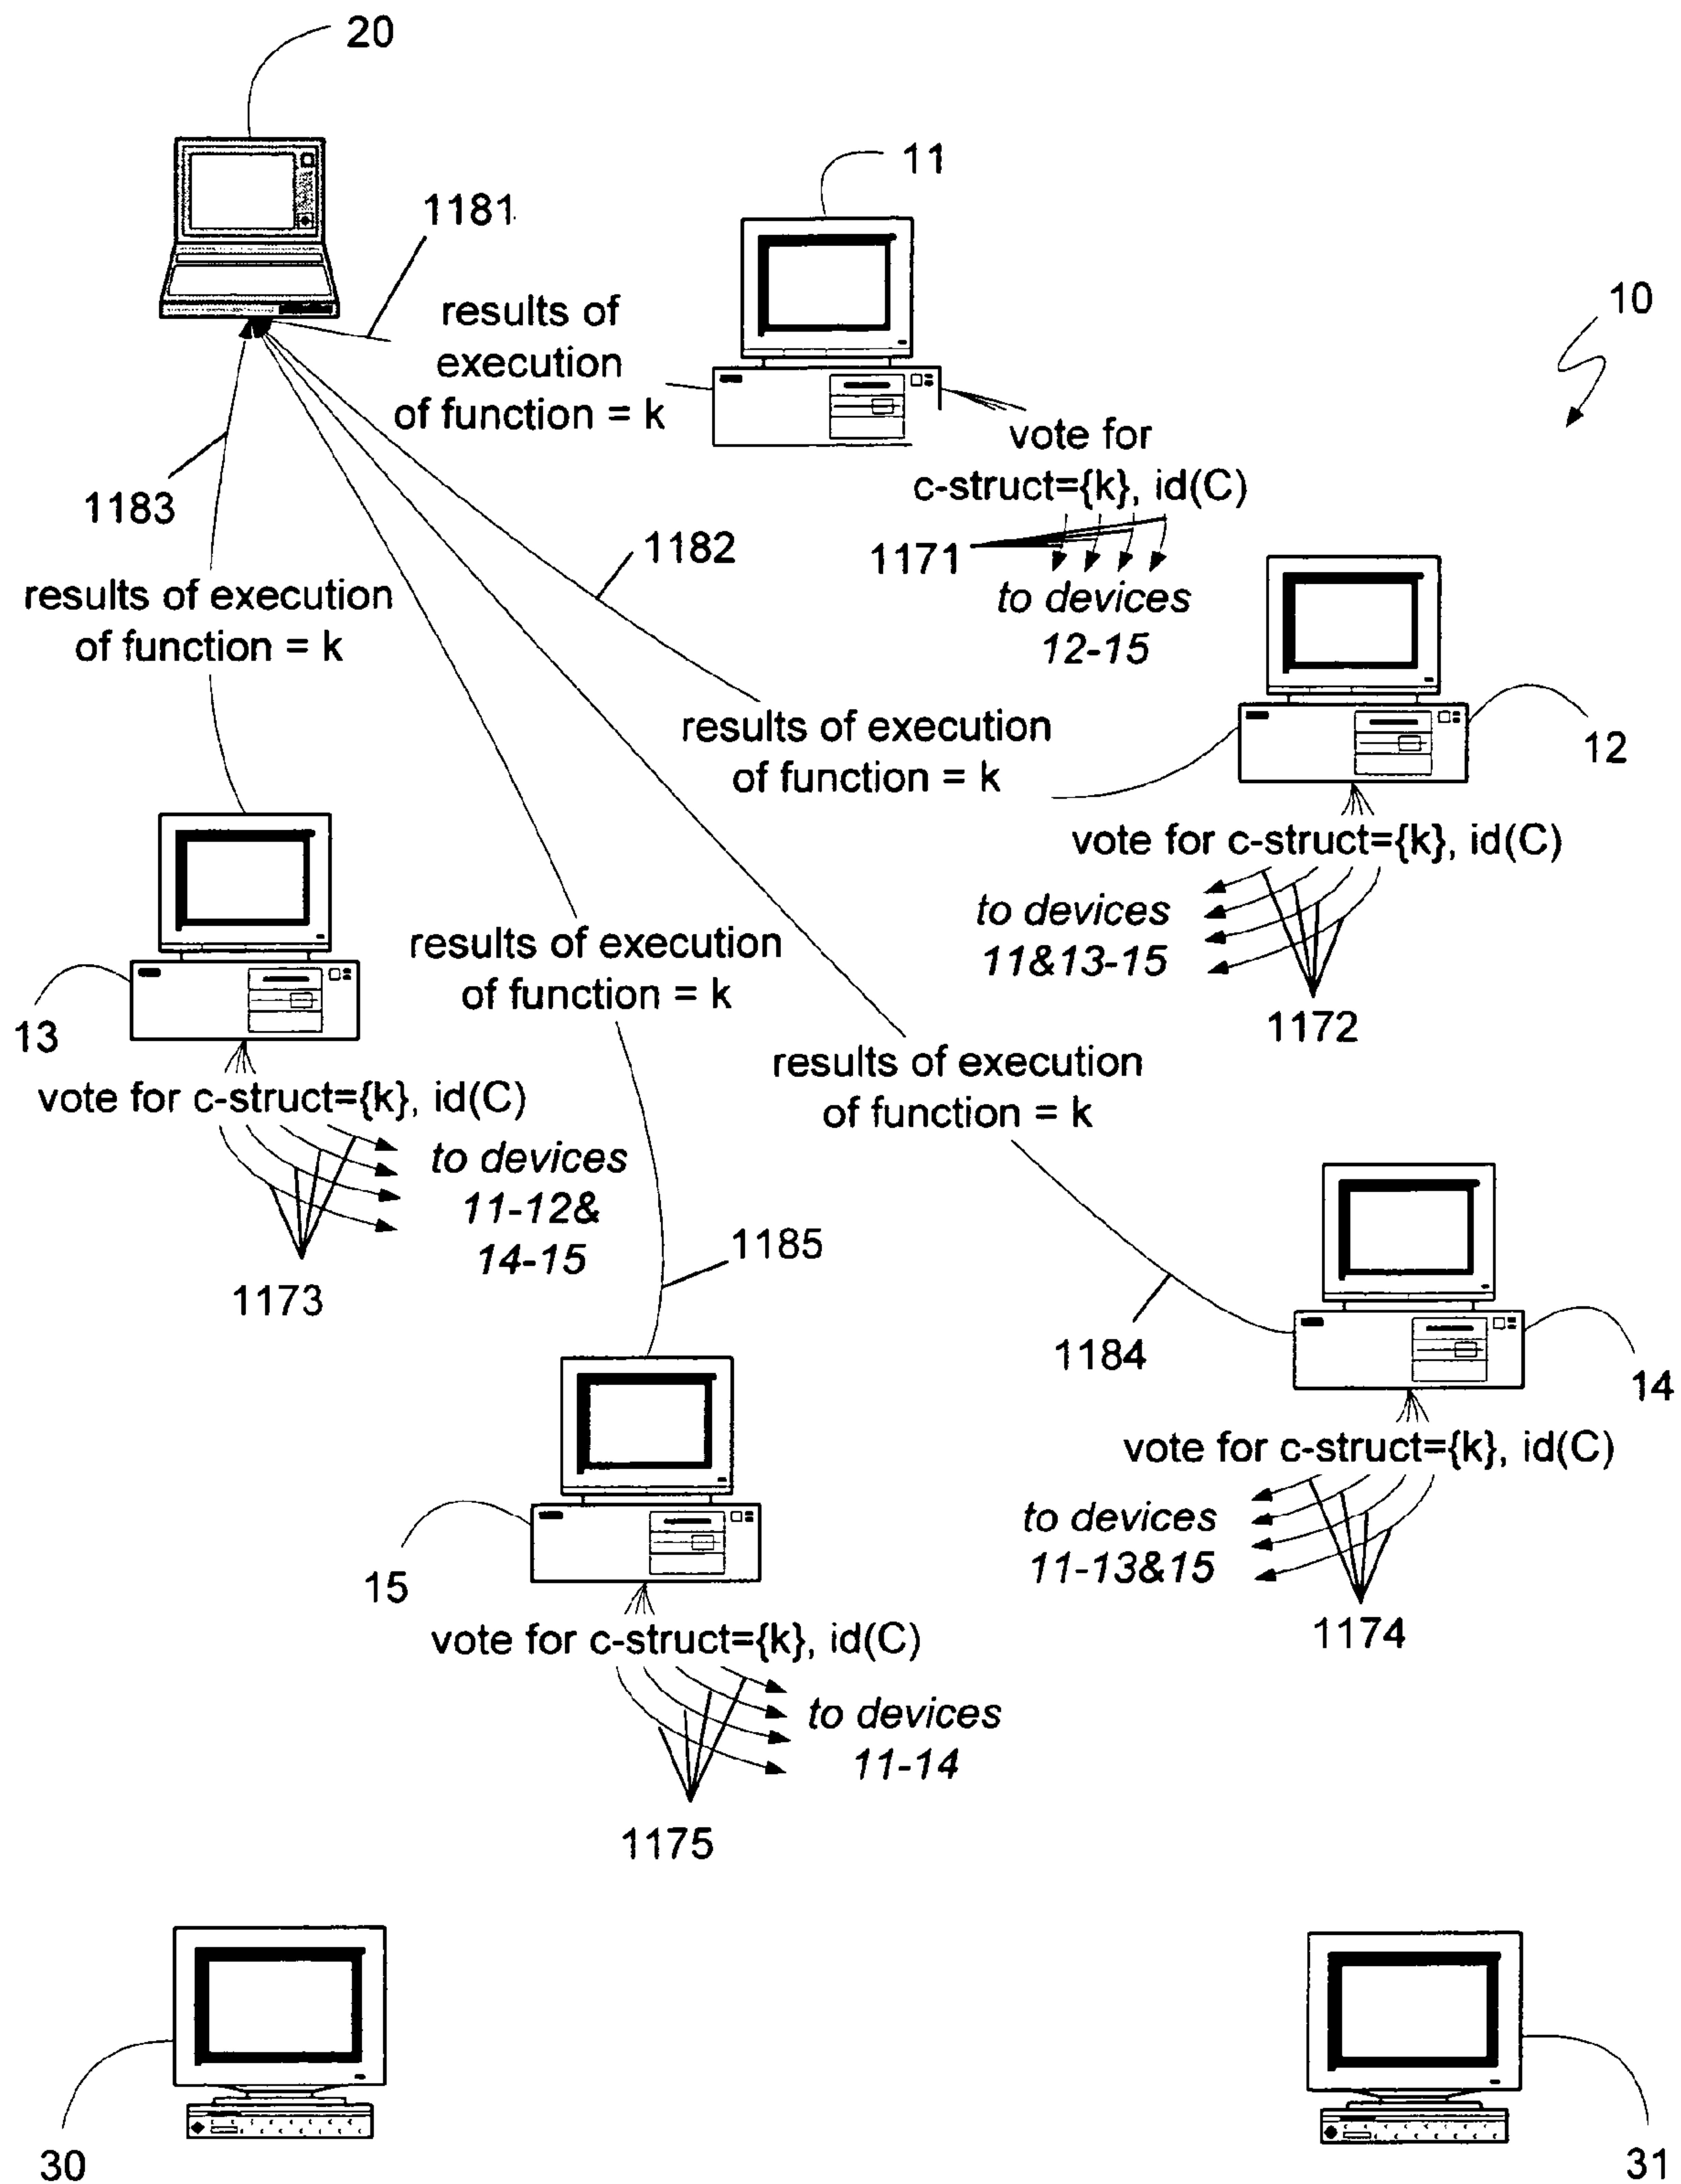 20
11
1181
10
results of
execution
of function = k
vote for
c-struct={k}, id(C)
1183
1182
1171
to devices
12-15
results of execution
of function = k
results of execution
of function = k
12
vote for c-struct={k}, id(C)
to devices
11&13-15
1172
results of execution
of function = k
13
results of execution
of function = k
vote for c-struct={k}, id(C)
to devices
11-12&
14-15
1173
1185
1184
14
vote for c-struct={k}, id(C)
to devices
11-13&15
1174
15
vote for c-struct={k}, id(C)
to devices
11-14
1175
30
31